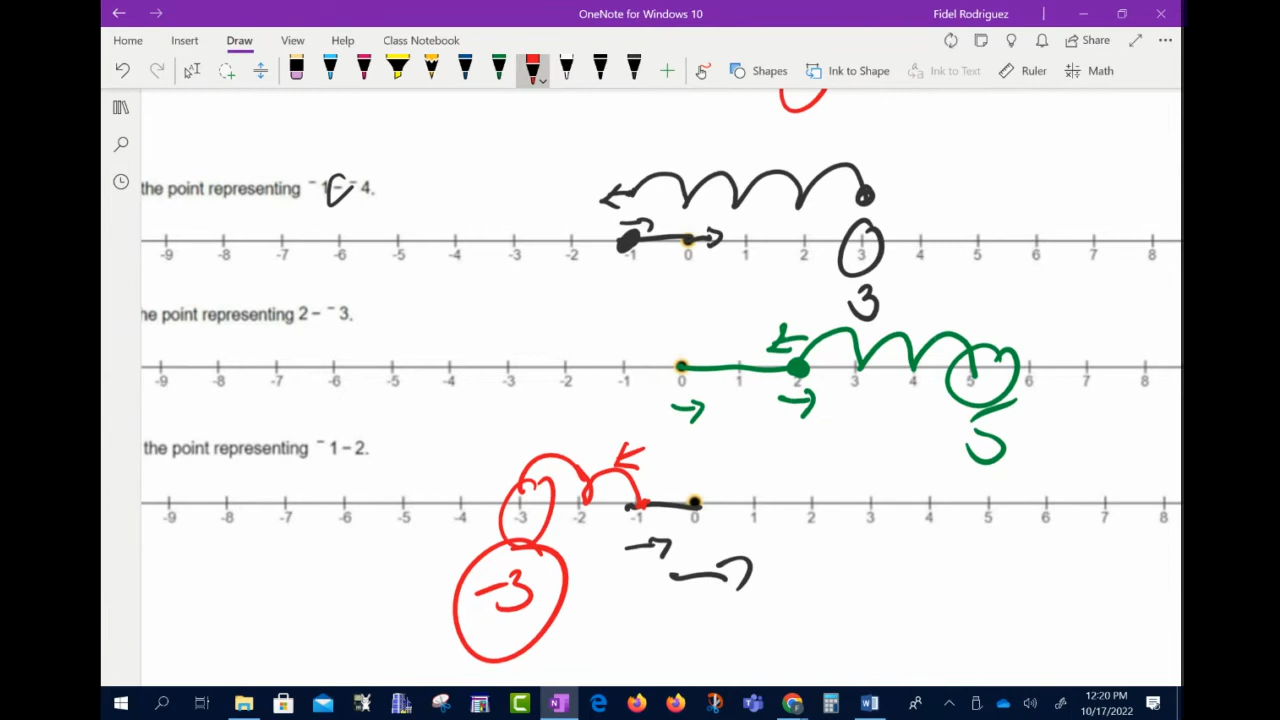 OneNote for Windows 10
Fidel Rodriguez
Home Insert Draw View Help Class Notebook
Share
Shapes Ink to Shape Ink to Text Ruler Math
the point representing ⁻1 – ⁻4.
-9 -8 -7 -6 -5 -4 -3 -2 -1 0 1 2 3 4 5 6 7 8
3
he point representing 2 – ⁻3.
-9 -8 -7 -6 -5 -4 -3 -2 -1 0 1 2 3 4 5 6 7 8
5
the point representing ⁻1 – 2.
-9 -8 -7 -6 -5 -4 -3 -2 -1 0 1 2 3 4 5 6 7 8
-3
12:20 PM
10/17/2022